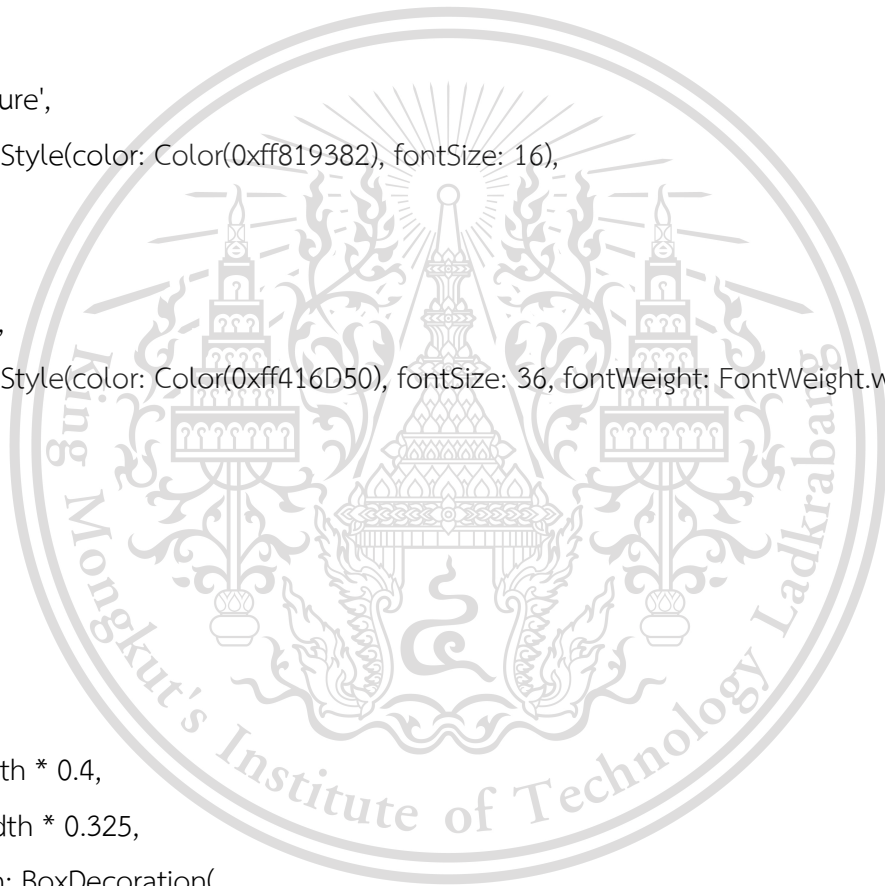 ure',
Style(color: Color(0xff819382), fontSize: 16),
,
Style(color: Color(0xff416D50), fontSize: 36, fontWeight: FontWeight.w
th * 0.4,
dth * 0.325,
n: BoxDecoration(
King Mongkut's Institute of Technology Ladkrabang